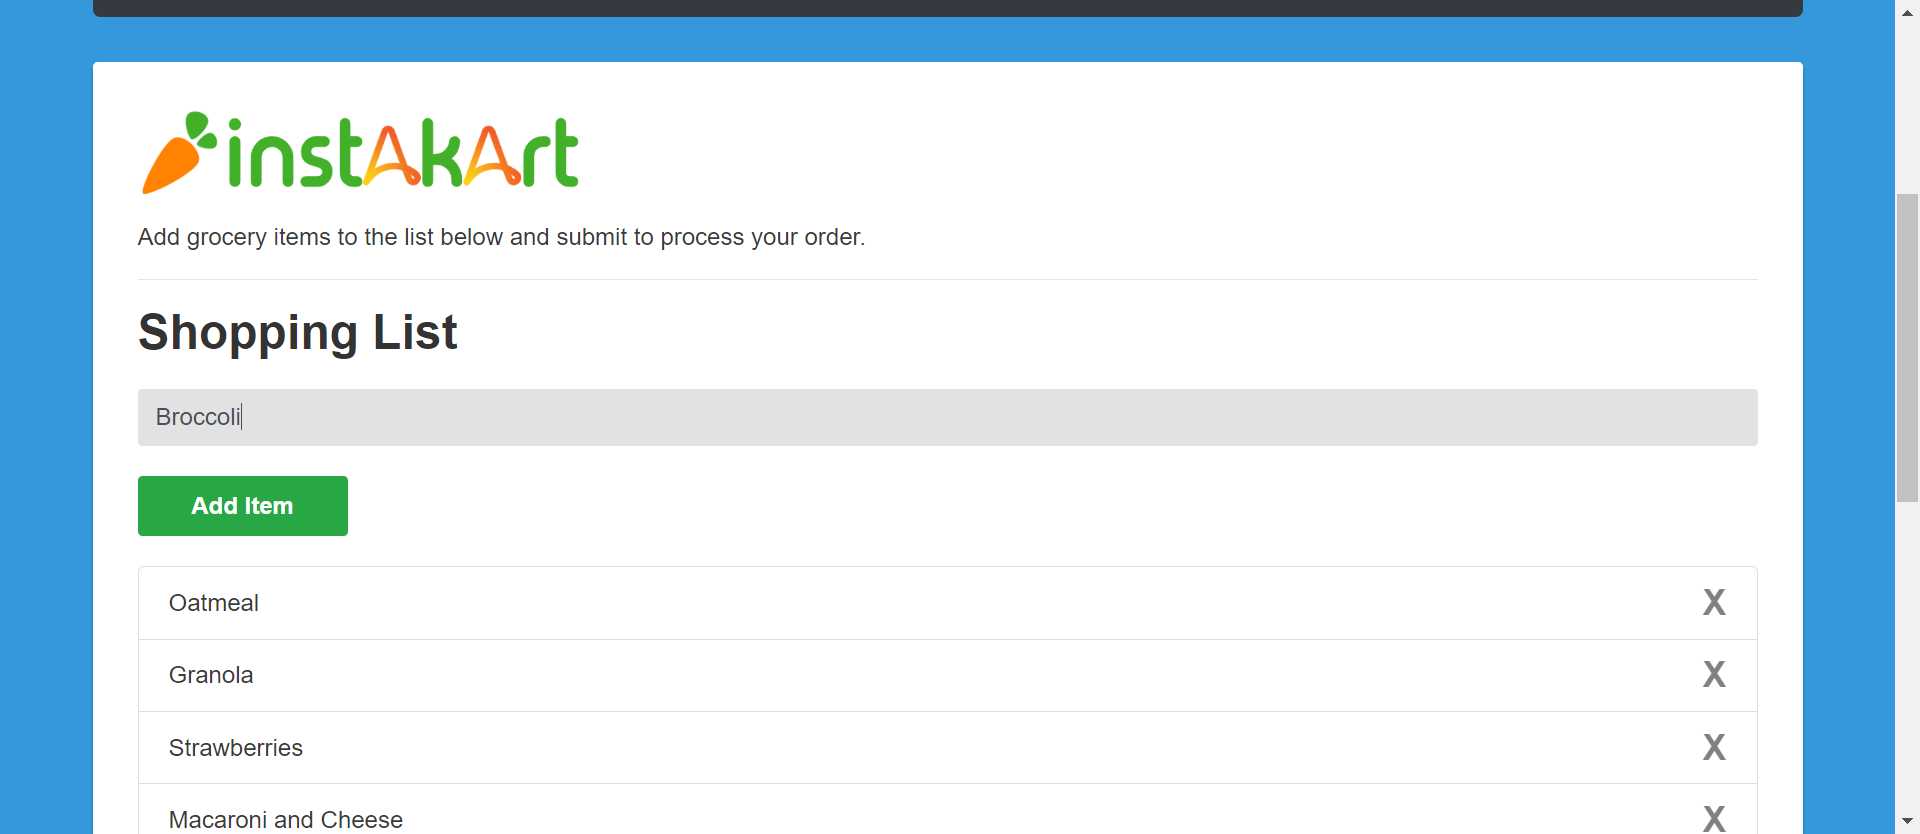 instAkArt
Add grocery items to the list below and submit to process your order.
Shopping List
Broccoli
Add Item
Oatmeal X
Granola X
Strawberries X
Macaroni and Cheese X